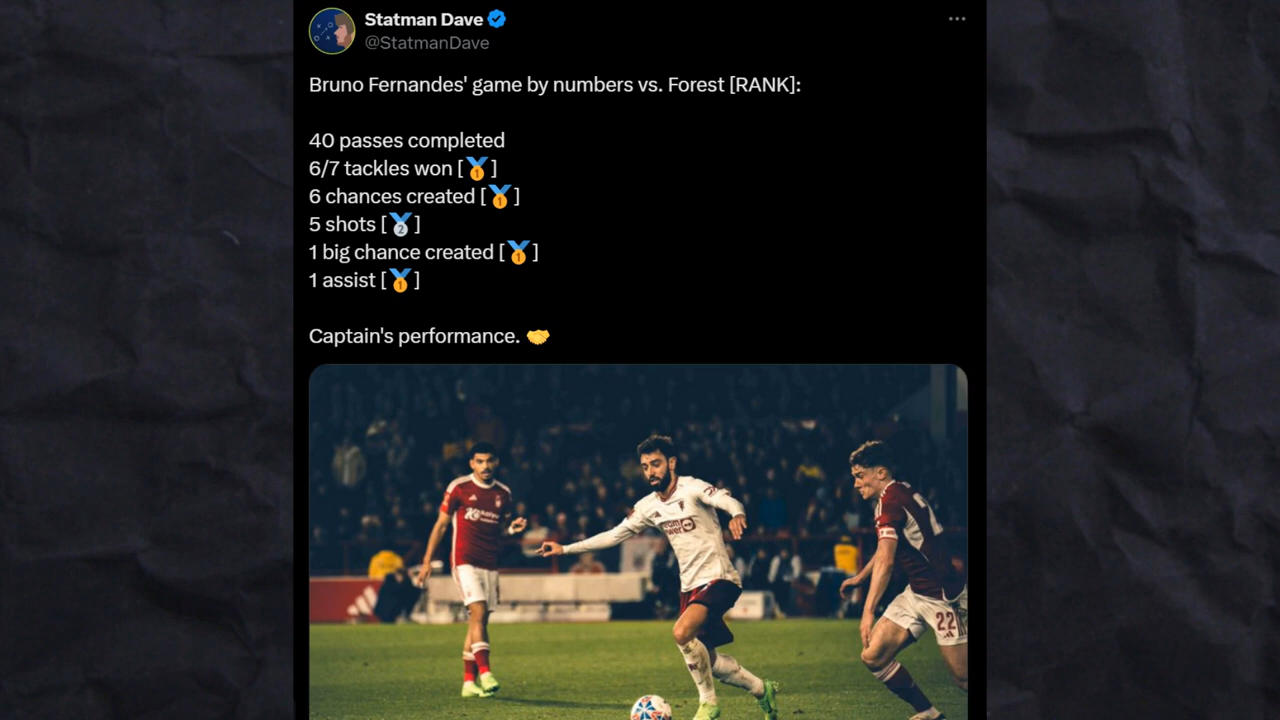 Statman Dave
@StatmanDave
Bruno Fernandes' game by numbers vs. Forest [RANK]:
40 passes completed
6/7 tackles won [🥇]
6 chances created [🥇]
5 shots [🥈]
1 big chance created [🥇]
1 assist [🥇]
Captain's performance. 🤝
22